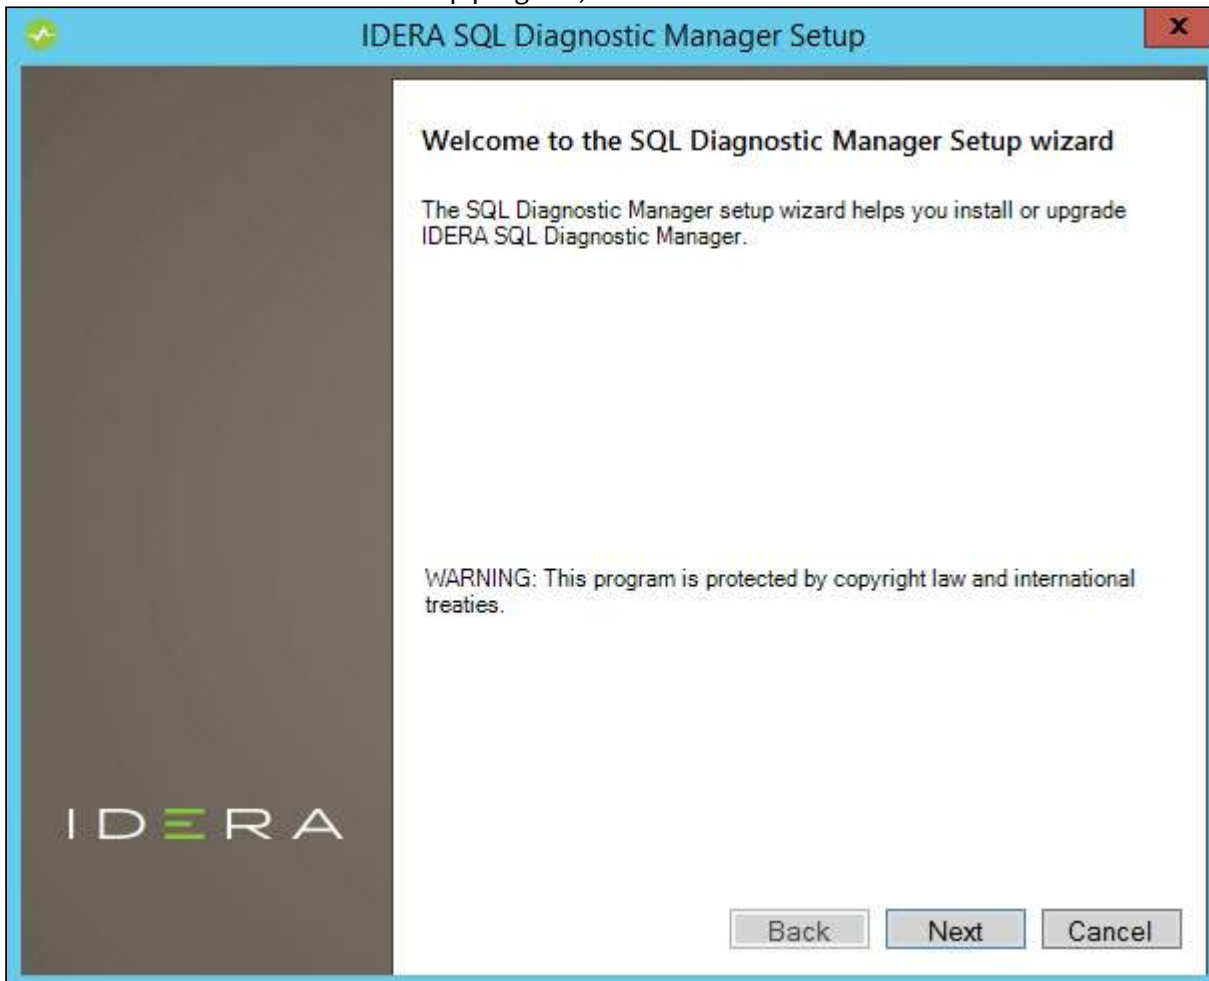 IDERA SQL Diagnostic Manager Setup
x
Welcome to the SQL Diagnostic Manager Setup wizard
The SQL Diagnostic Manager setup wizard helps you install or upgrade
IDERA SQL Diagnostic Manager.
WARNING: This program is protected by copyright law and international
treaties.
IDERA
Back Next Cancel